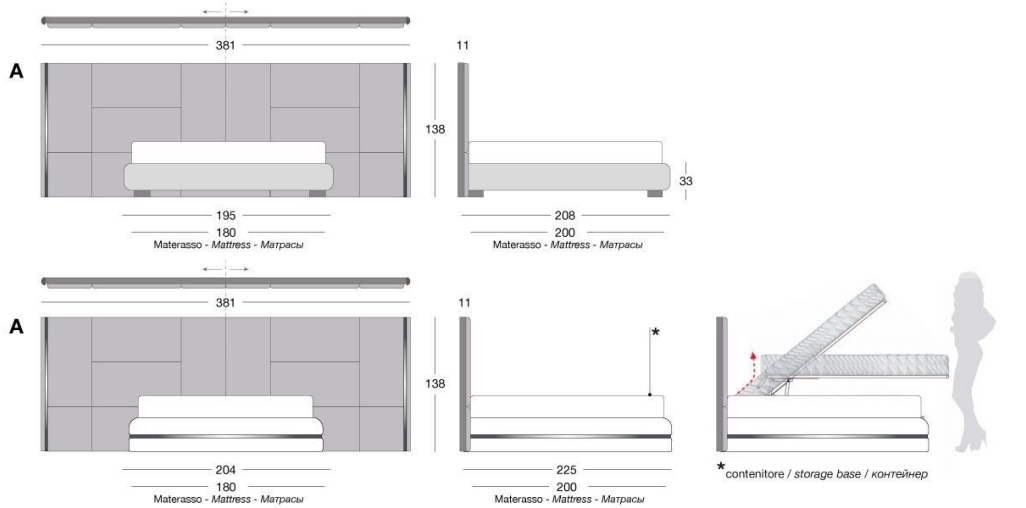 381
11
A
138
33
195
208
180
200
Materasso - Mattress - Матрасы
Materasso - Mattress - Матрасы
381
11
A
*
138
204
225
180
200
Materasso - Mattress - Матрасы
Materasso - Mattress - Матрасы
* contenitore / storage base / контейнер